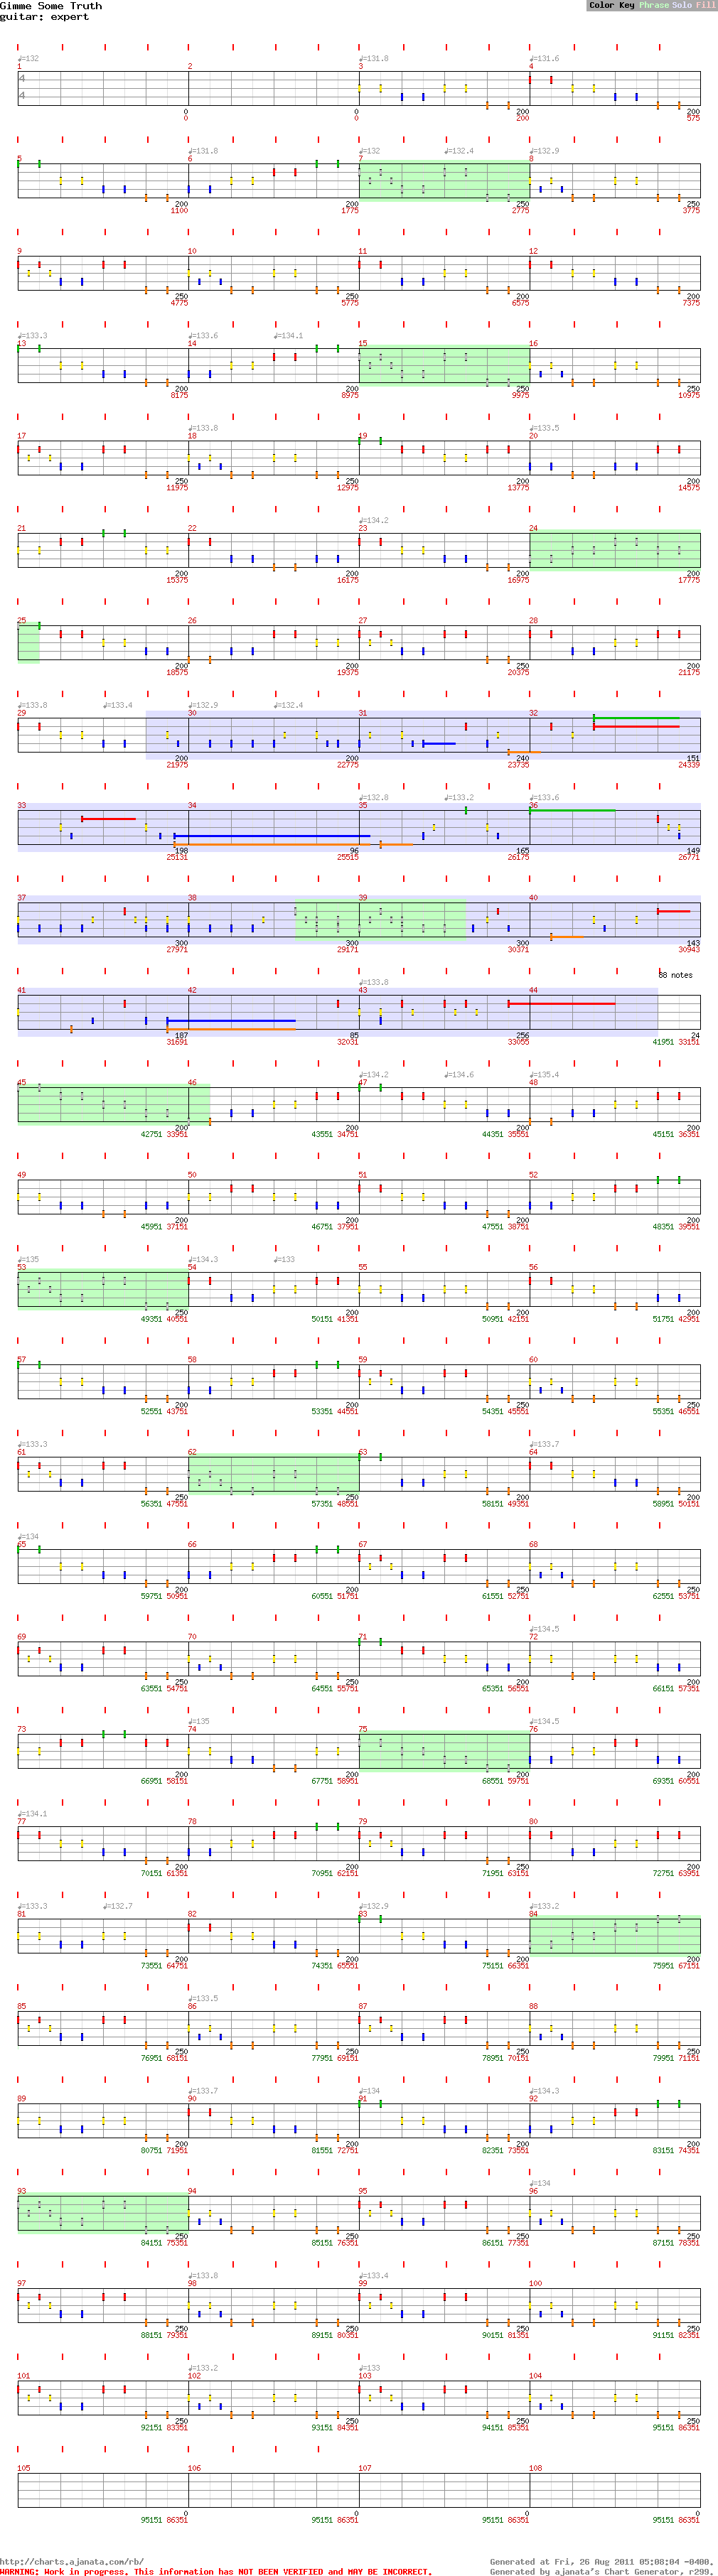 Gimme Some Truth
guitar: expert
Color Key Phrase Solo Fill
♩=132 ♩=131.8 ♩=131.6
1 2 3 4
4
4
0 0 200 200
0 0 200 575
♩=131.8 ♩=132 ♩=132.4 ♩=132.9
5 6 7 8
200 200 250 250
1100 1775 2775 3775
9 10 11 12
250 250 200 200
4775 5775 6575 7375
♩=133.3 ♩=133.6 ♩=134.1
13 14 15 16
200 200 250 250
8175 8975 9975 10975
♩=133.8 ♩=133.5
17 18 19 20
250 250 200 200
11975 12975 13775 14575
♩=134.2
21 22 23 24
200 200 200 200
15375 16175 16975 17775
25 26 27 28
200 200 250 200
18575 19375 20375 21175
♩=133.8 ♩=133.4 ♩=132.9 ♩=132.4
29 30 31 32
200 200 240 151
21975 22775 23735 24339
♩=132.8 ♩=133.2 ♩=133.6
33 34 35 36
198 96 165 149
25131 25515 26175 26771
37 38 39 40
300 300 300 143
27971 29171 30371 30943
88 notes
♩=133.8
41 42 43 44
187 85 256 24
31691 32031 33055 41951 33151
♩=134.2 ♩=134.6 ♩=135.4
45 46 47 48
200 200 200 200
42751 33951 43551 34751 44351 35551 45151 36351
49 50 51 52
200 200 200 200
45951 37151 46751 37951 47551 38751 48351 39551
♩=135 ♩=134.3 ♩=133
53 54 55 56
250 200 200 200
49351 40551 50151 41351 50951 42151 51751 42951
57 58 59 60
200 200 250 250
52551 43751 53351 44551 54351 45551 55351 46551
♩=133.3 ♩=133.7
61 62 63 64
250 250 200 200
56351 47551 57351 48551 58151 49351 58951 50151
♩=134
65 66 67 68
200 200 250 250
59751 50951 60551 51751 61551 52751 62551 53751
♩=134.5
69 70 71 72
250 250 200 200
63551 54751 64551 55751 65351 56551 66151 57351
♩=135 ♩=134.5
73 74 75 76
200 200 200 200
66951 58151 67751 58951 68551 59751 69351 60551
♩=134.1
77 78 79 80
200 200 250 200
70151 61351 70951 62151 71951 63151 72751 63951
♩=133.3 ♩=132.7 ♩=132.9 ♩=133.2
81 82 83 84
200 200 200 200
73551 64751 74351 65551 75151 66351 75951 67151
♩=133.5
85 86 87 88
250 250 250 250
76951 68151 77951 69151 78951 70151 79951 71151
♩=133.7 ♩=134 ♩=134.3
89 90 91 92
200 200 200 200
80751 71951 81551 72751 82351 73551 83151 74351
♩=134
93 94 95 96
250 250 250 250
84151 75351 85151 76351 86151 77351 87151 78351
♩=133.8 ♩=133.4
97 98 99 100
250 250 250 250
88151 79351 89151 80351 90151 81351 91151 82351
♩=133.2 ♩=133
101 102 103 104
250 250 250 250
92151 83351 93151 84351 94151 85351 95151 86351
105 106 107 108
0 0 0 0
95151 86351 95151 86351 95151 86351 95151 86351
http://charts.ajanata.com/rb/ Generated at Fri, 26 Aug 2011 05:08:04 -0400.
WARNING: Work in progress. This information has NOT BEEN VERIFIED and MAY BE INCORRECT. Generated by ajanata's Chart Generator, r299.